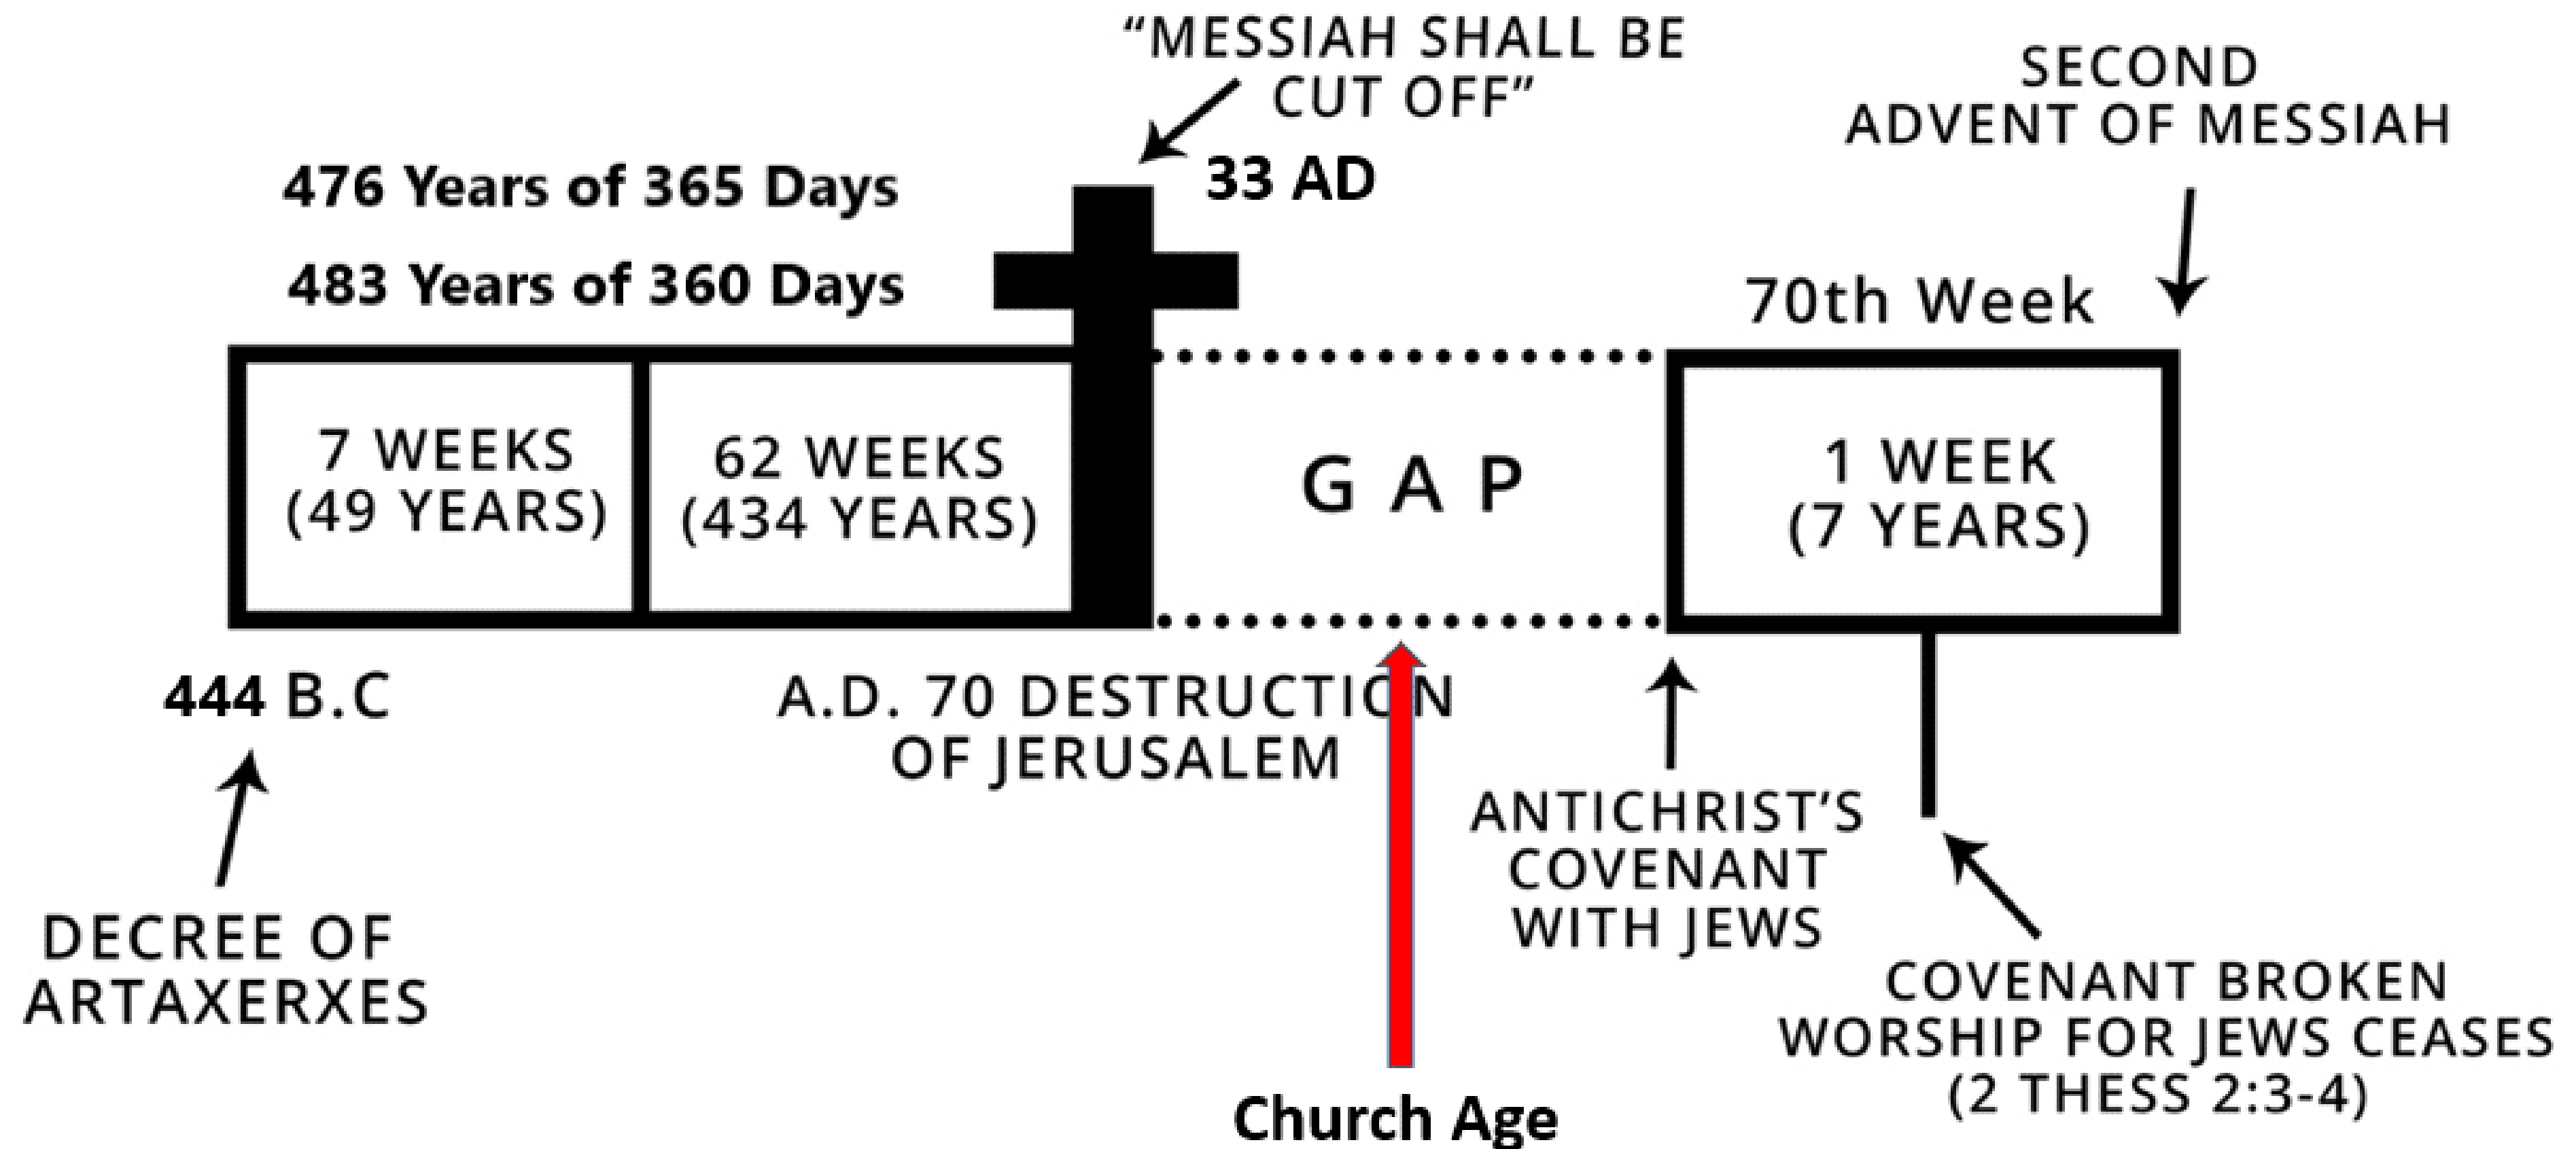 “MESSIAH SHALL BE
CUT OFF”
33 AD
SECOND
ADVENT OF MESSIAH
476 Years of 365 Days
483 Years of 360 Days
70th Week
7 WEEKS
(49 YEARS)
62 WEEKS
(434 YEARS)
GAP
1 WEEK
(7 YEARS)
444 B.C
DECREE OF
ARTAXERXES
A.D. 70 DESTRUCTION
OF JERUSALEM
Church Age
ANTICHRIST’S
COVENANT
WITH JEWS
COVENANT BROKEN
WORSHIP FOR JEWS CEASES
(2 THESS 2:3-4)